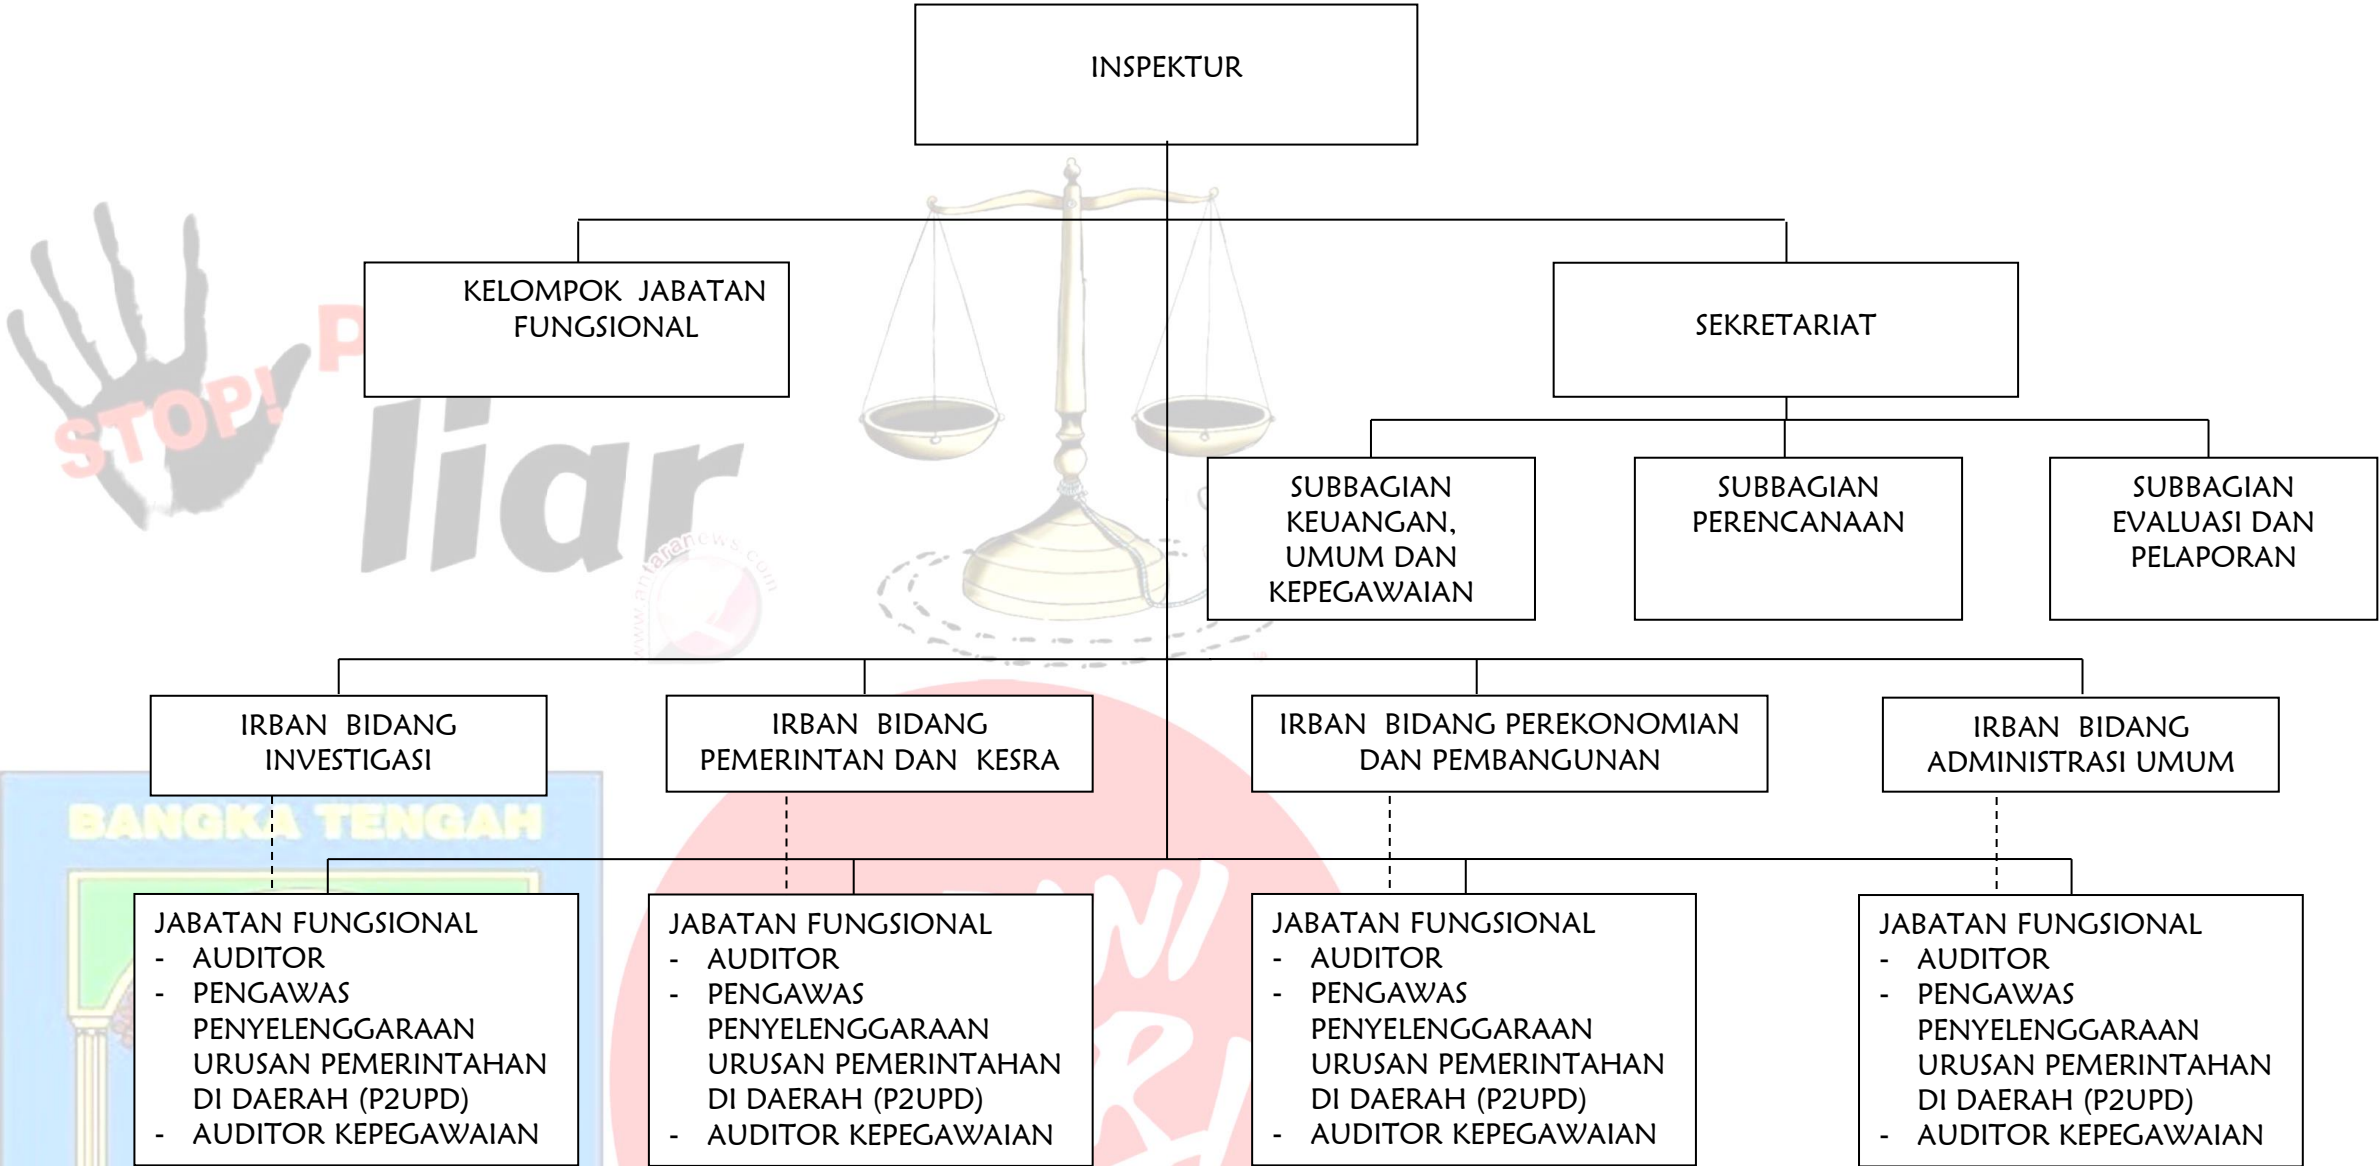 INSPEKTUR
KELOMPOK JABATAN
FUNGSIONAL
SEKRETARIAT
STOP!
liar
www.antaranews.com
SUBBAGIAN
KEUANGAN,
UMUM DAN
KEPEGAWAIAN
SUBBAGIAN
PERENCANAAN
SUBBAGIAN
EVALUASI DAN
PELAPORAN
IRBAN BIDANG
INVESTIGASI
IRBAN BIDANG
PEMERINTAN DAN KESRA
IRBAN BIDANG PEREKONOMIAN
DAN PEMBANGUNAN
IRBAN BIDANG
ADMINISTRASI UMUM
BANGKA TENGAH
JABATAN FUNGSIONAL
- AUDITOR
- PENGAWAS
PENYELENGGARAAN
URUSAN PEMERINTAHAN
DI DAERAH (P2UPD)
- AUDITOR KEPEGAWAIAN
JABATAN FUNGSIONAL
- AUDITOR
- PENGAWAS
PENYELENGGARAAN
URUSAN PEMERINTAHAN
DI DAERAH (P2UPD)
- AUDITOR KEPEGAWAIAN
JABATAN FUNGSIONAL
- AUDITOR
- PENGAWAS
PENYELENGGARAAN
URUSAN PEMERINTAHAN
DI DAERAH (P2UPD)
- AUDITOR KEPEGAWAIAN
JABATAN FUNGSIONAL
- AUDITOR
- PENGAWAS
PENYELENGGARAAN
URUSAN PEMERINTAHAN
DI DAERAH (P2UPD)
- AUDITOR KEPEGAWAIAN